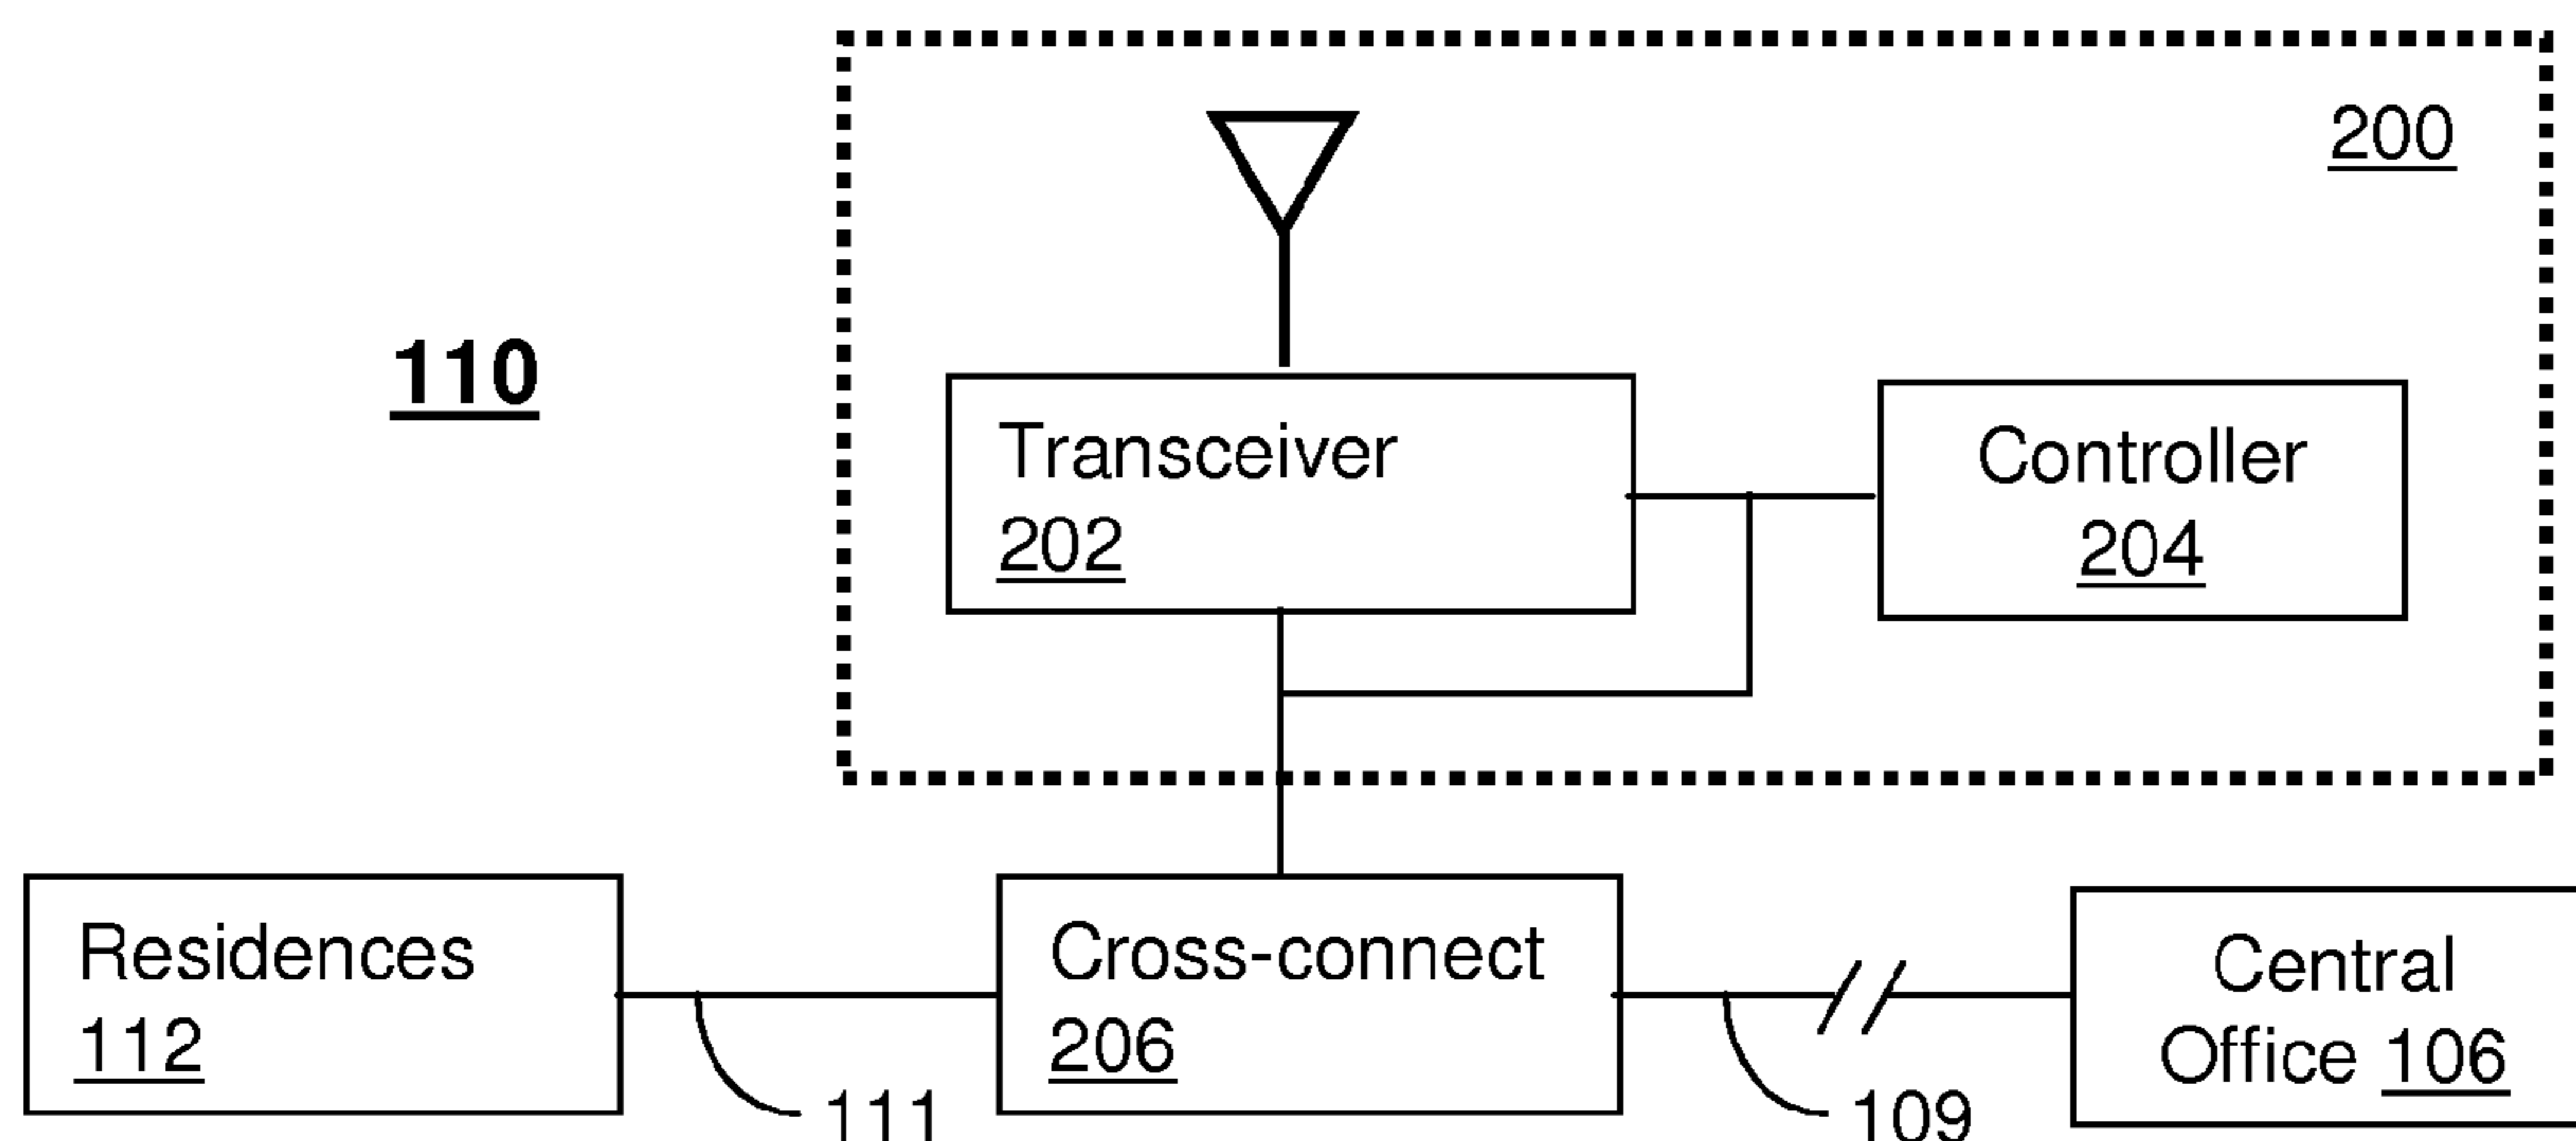 200
110
Transceiver
202
Controller
204
Residences
112
Cross-connect
206
Central
Office 106
111
109